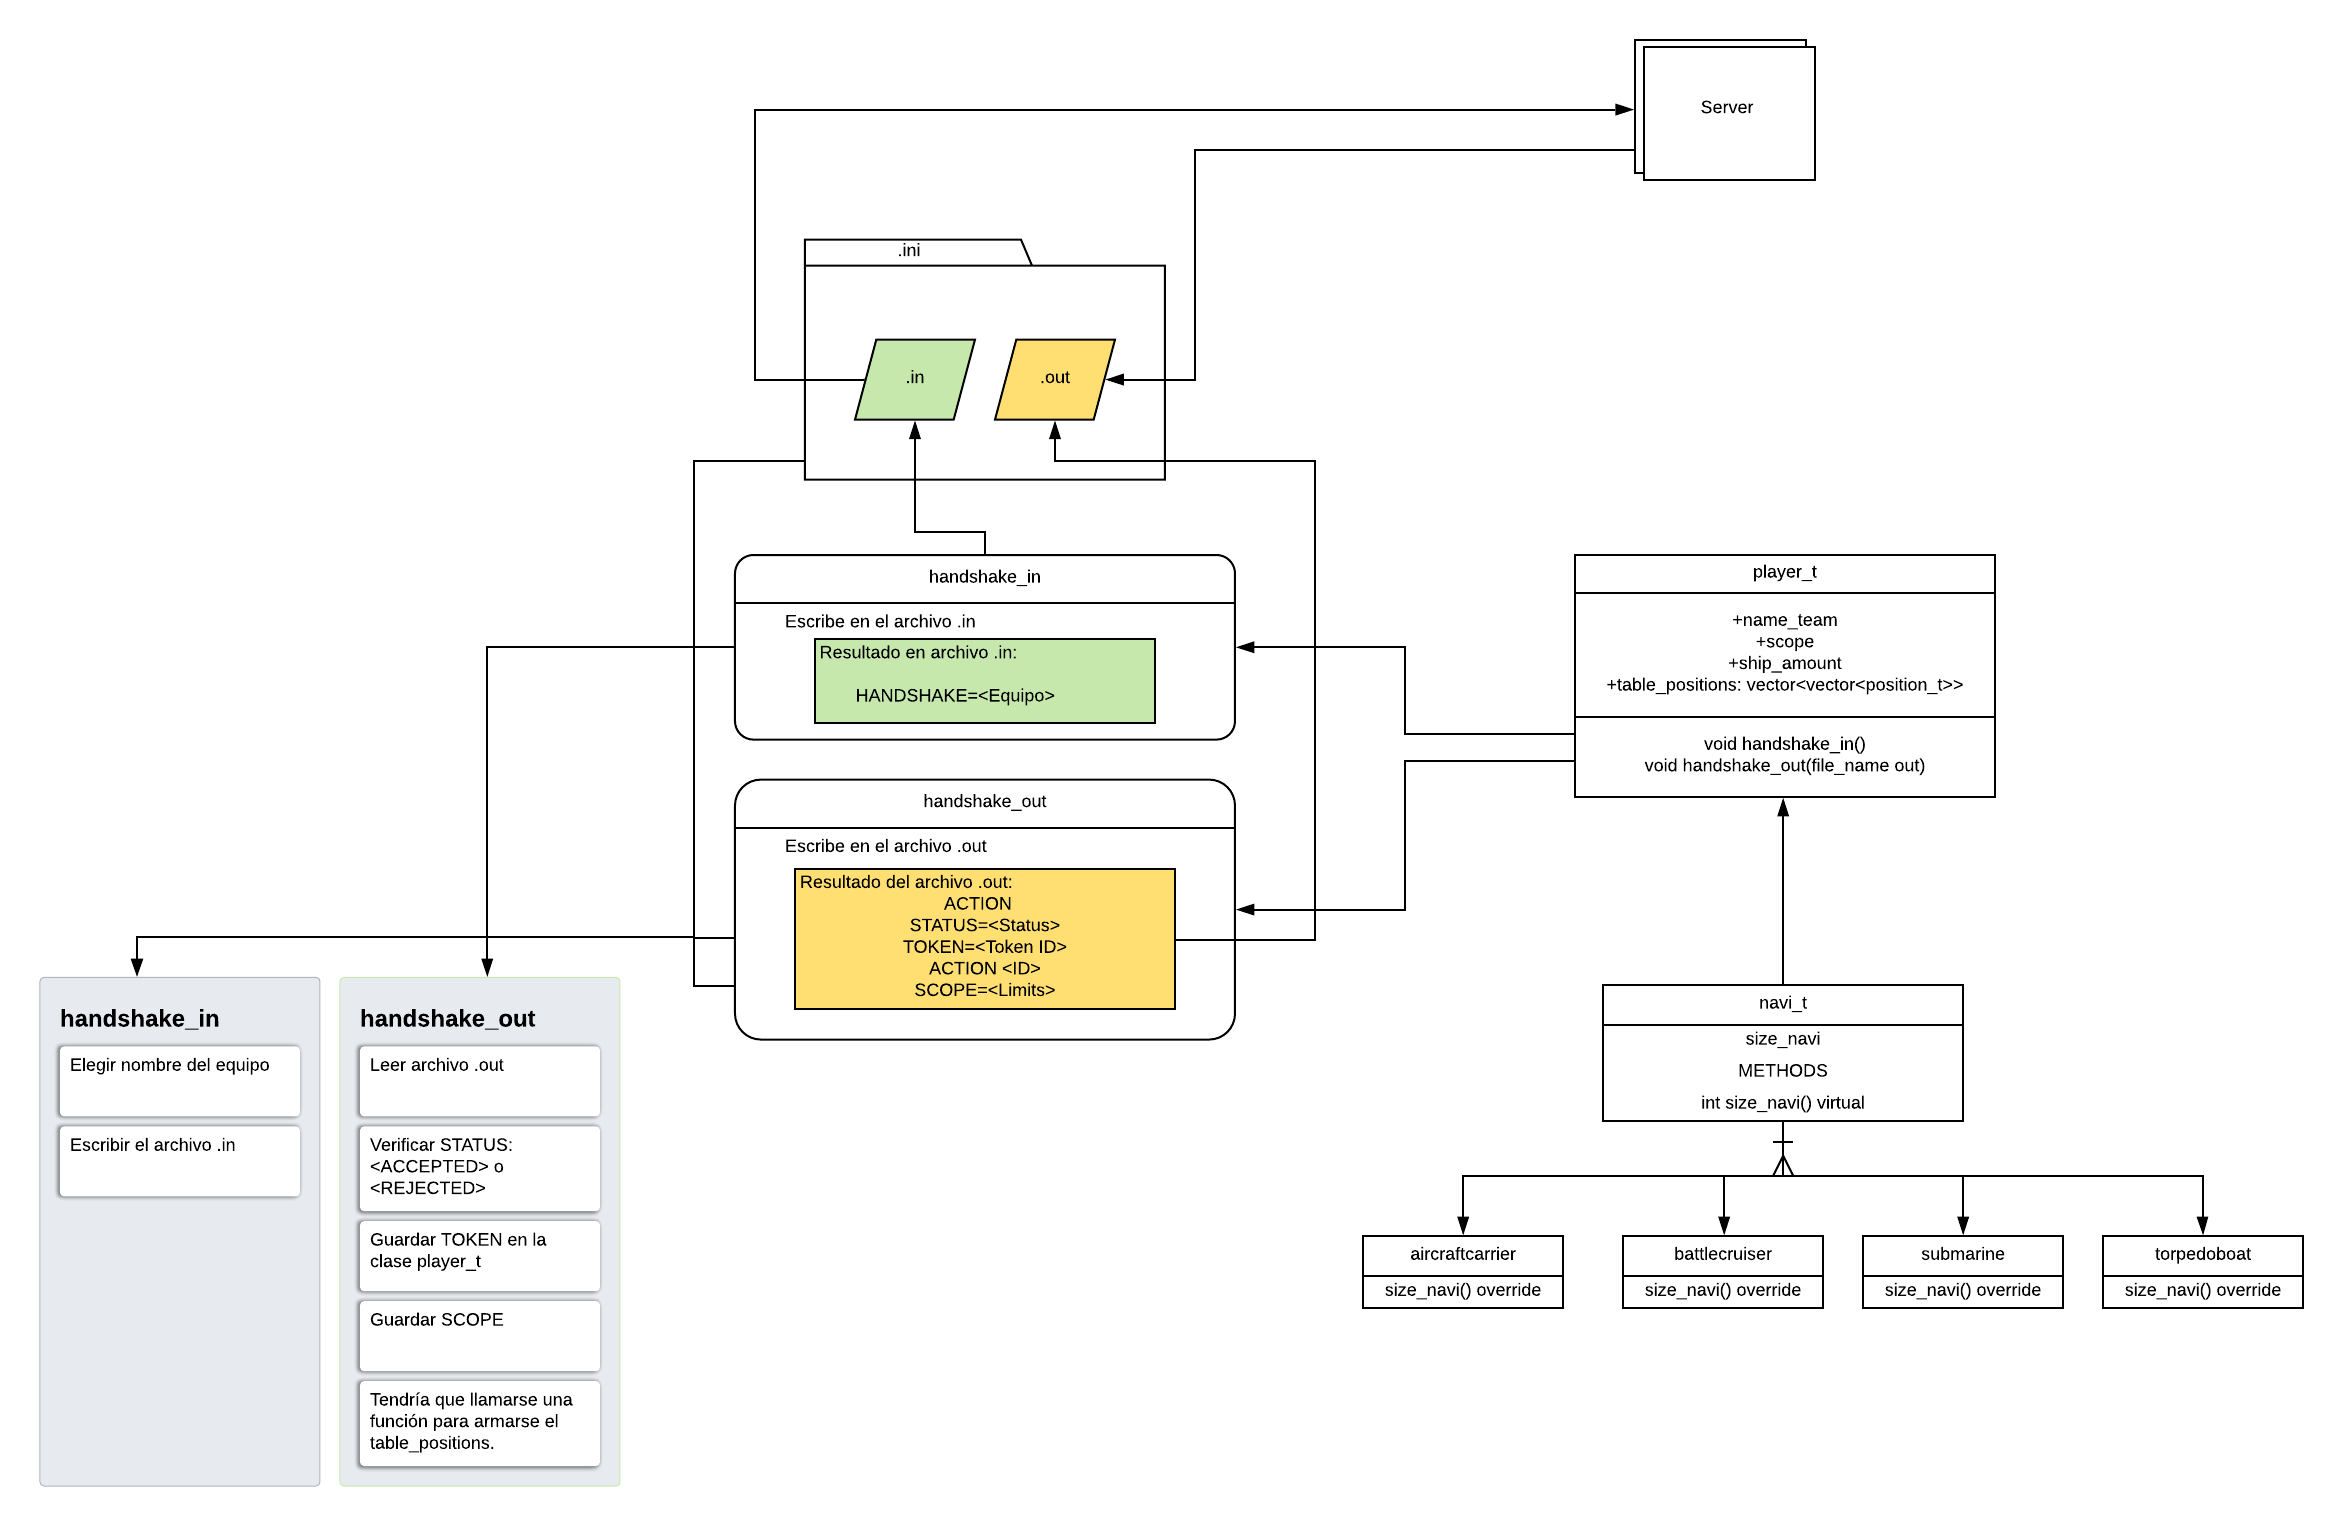 Server
.ini
.in
.out
handshake_in
Escribe en el archivo .in
Resultado en archivo .in:
HANDSHAKE=<Equipo>
handshake_out
Escribe en el archivo .out
Resultado del archivo .out:
ACTION
STATUS=<Status>
TOKEN=<Token ID>
ACTION <ID>
SCOPE=<Limits>
player_t
+name_team
+scope
+ship_amount
+table_positions: vector<vector<position_t>>
void handshake_in()
void handshake_out(file_name out)
navi_t
size_navi
METHODS
int size_navi() virtual
aircraftcarrier
size_navi() override
battlecruiser
size_navi() override
submarine
size_navi() override
torpedoboat
size_navi() override
handshake_in
Elegir nombre del equipo
Escribir el archivo .in
handshake_out
Leer archivo .out
Verificar STATUS:
<ACCEPTED> o
<REJECTED>
Guardar TOKEN en la
clase player_t
Guardar SCOPE
Tendría que llamarse una
función para armarse el
table_positions.